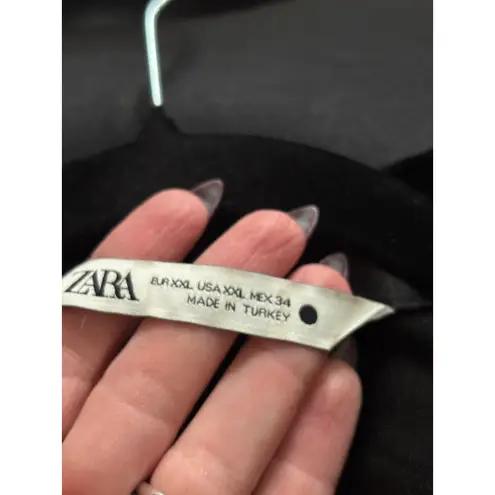 ZARA
EUR XXL USA XXL MEX 34
MADE IN TURKEY